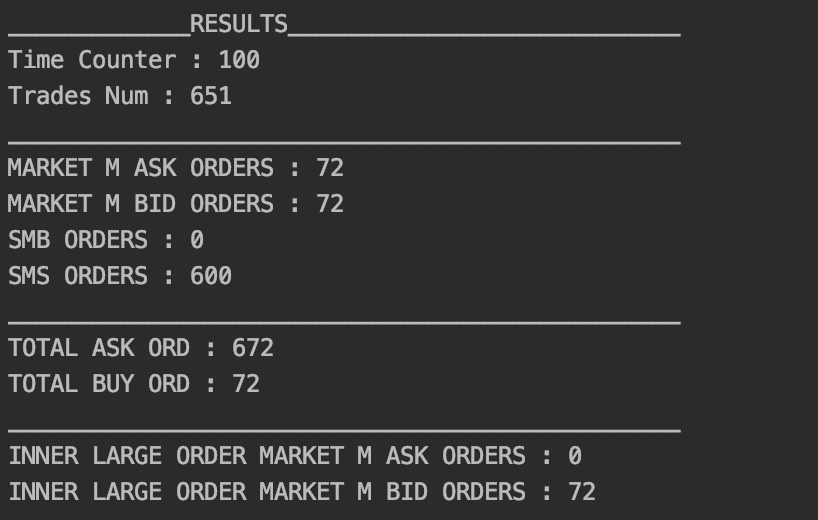 _____________RESULTS____________________________
Time Counter : 100
Trades Num : 651
________________________________________________
MARKET M ASK ORDERS : 72
MARKET M BID ORDERS : 72
SMB ORDERS : 0
SMS ORDERS : 600
________________________________________________
TOTAL ASK ORD : 672
TOTAL BUY ORD : 72
________________________________________________
INNER LARGE ORDER MARKET M ASK ORDERS : 0
INNER LARGE ORDER MARKET M BID ORDERS : 72